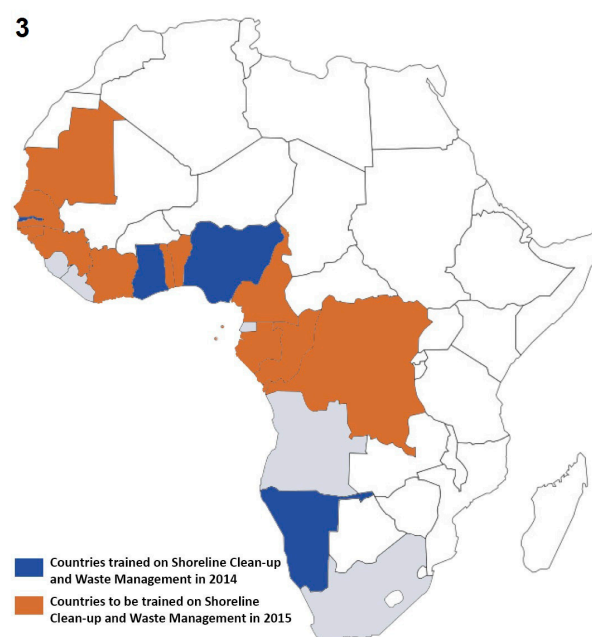 3
Countries trained on Shoreline Clean-up
and Waste Management in 2014
Countries to be trained on Shoreline
Clean-up and Waste Management in 2015